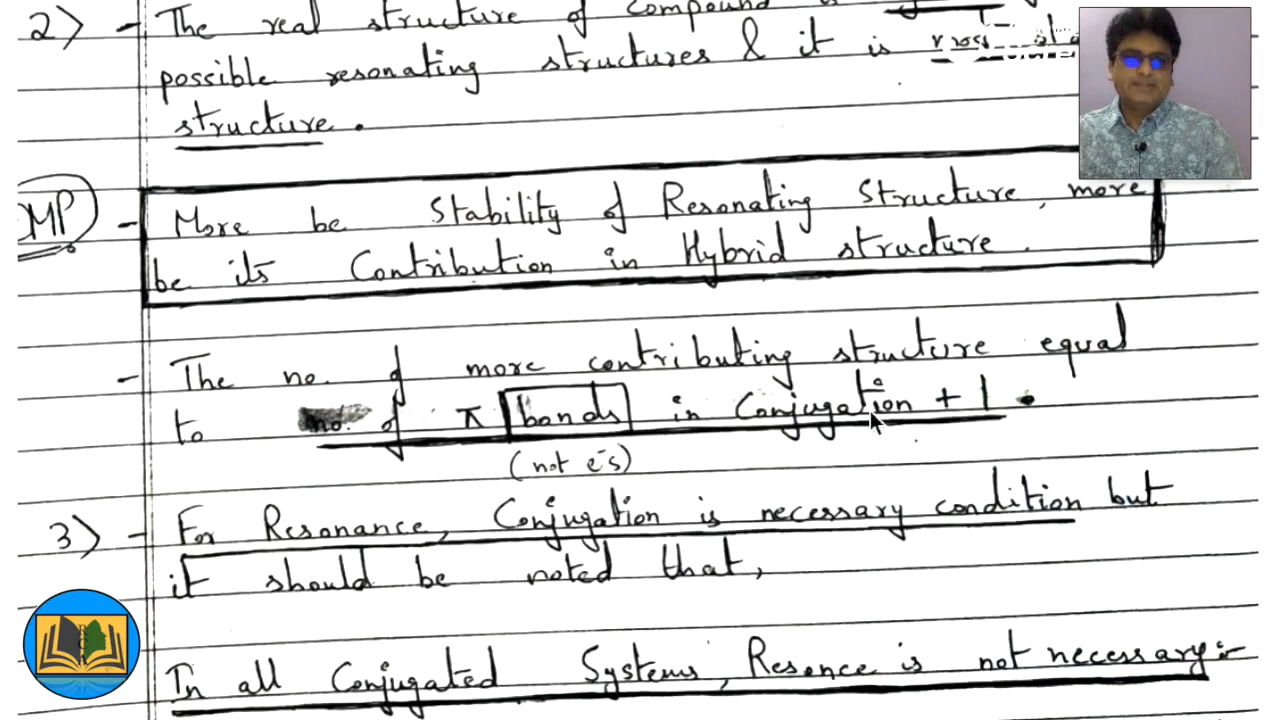 2) - The real structure of compound is
possible resonating structures & it is most
structure.
MP - More be Stability of Resonating Structure, more
be its Contribution in Hybrid structure.
- The no. of more contributing structure equal
to no. of π bonds in Conjugation + 1.
(not e-s)
3) - For Resonance, Conjugation is necessary condition but
it should be noted that,
In all Conjugated Systems, Resonce is not necessary :-